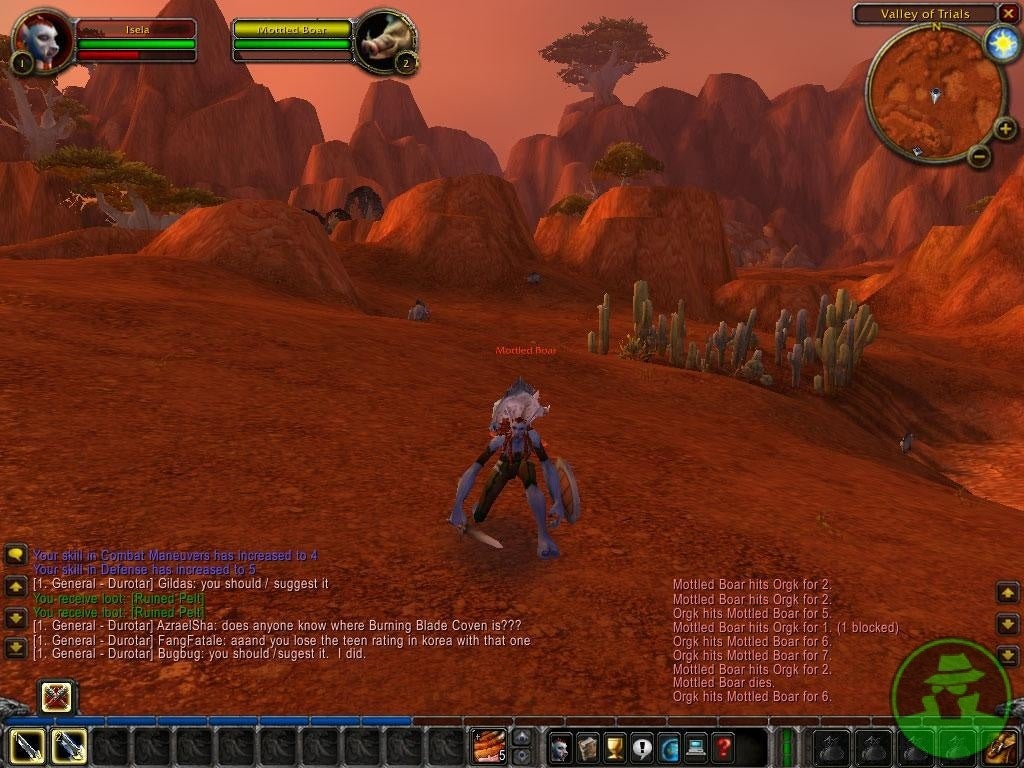 Isela
Mottled Boar
Valley of Trials
N
1
2
Mottled Boar
Your skill in Combat Maneuvers has increased to 4
Your skill in Defense has increased to 5
[1. General - Durotar] Gildas: you should / suggest it
You receive loot: [Ruined Pelt]
You receive loot: [Ruined Pelt]
[1. General - Durotar] AzraelSha: does anyone know where Burning Blade Coven is???
[1. General - Durotar] FangFatale: aaand you lose the teen rating in korea with that one
[1. General - Durotar] Bugbug: you should /sugest it.  I did.
Mottled Boar hits Orgk for 2.
Mottled Boar hits Orgk for 2.
Orgk hits Mottled Boar for 5.
Mottled Boar hits Orgk for 1. (1 blocked)
Orgk hits Mottled Boar for 6.
Orgk hits Mottled Boar for 7.
Mottled Boar hits Orgk for 2.
Mottled Boar dies.
Orgk hits Mottled Boar for 6.
1
2
5